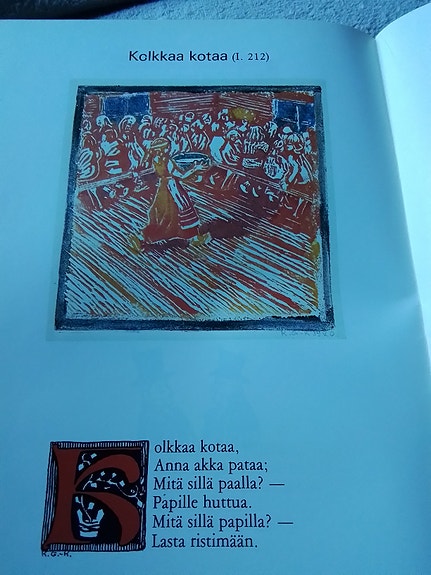 Kolkkaa kotaa (I. 212)
Kolkkaa kotaa,
Anna akka pataa;
Mitä sillä paalla? —
Papille huttua.
Mitä sillä papilla? —
Lasta ristimään.
K. G.-K.